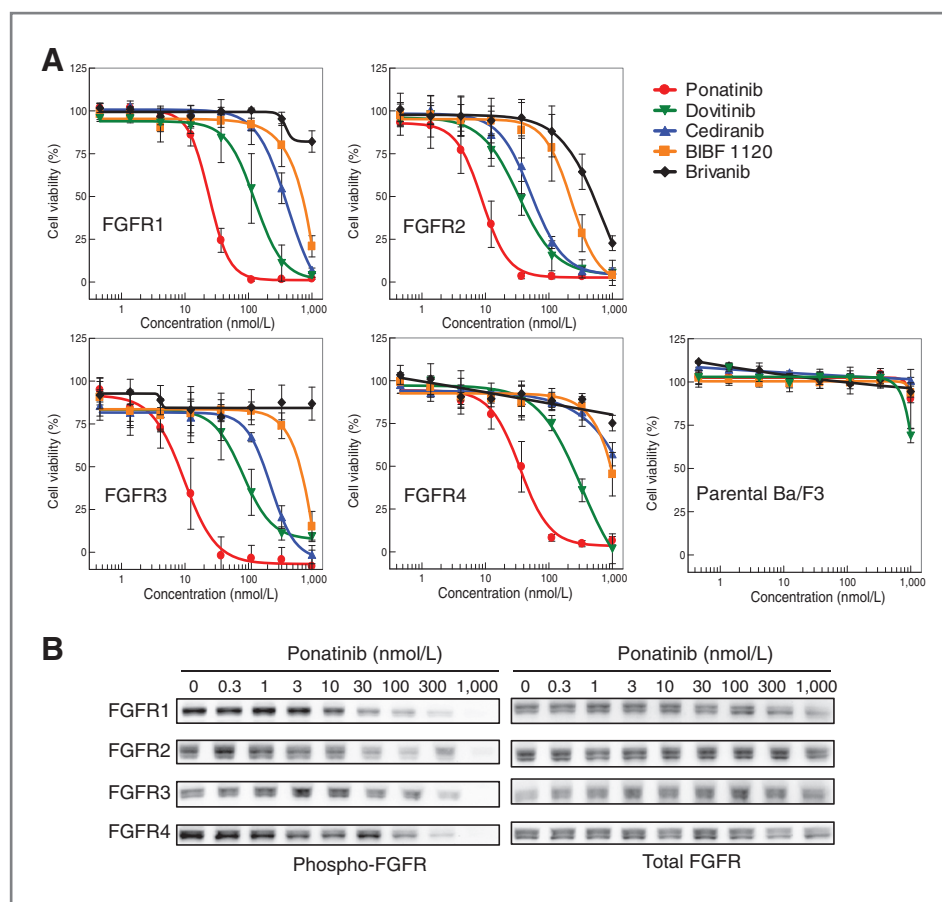 A
125
100
75
50
25
0
Cell viability (%)
FGFR1
1 10 100 1,000
Concentration (nmol/L)
125
100
75
50
25
0
Cell viability (%)
FGFR2
1 10 100 1,000
Concentration (nmol/L)
Ponatinib
Dovitinib
Cediranib
BIBF 1120
Brivanib
125
100
75
50
25
0
Cell viability (%)
FGFR3
1 10 100 1,000
Concentration (nmol/L)
125
100
75
50
25
0
Cell viability (%)
FGFR4
1 10 100 1,000
Concentration (nmol/L)
125
100
75
50
25
0
Cell viability (%)
Parental Ba/F3
1 10 100 1,000
Concentration (nmol/L)
B
Ponatinib (nmol/L) Ponatinib (nmol/L)
0 0.3 1 3 10 30 100 300 1,000 0 0.3 1 3 10 30 100 300 1,000
FGFR1
FGFR2
FGFR3
FGFR4
Phospho-FGFR Total FGFR